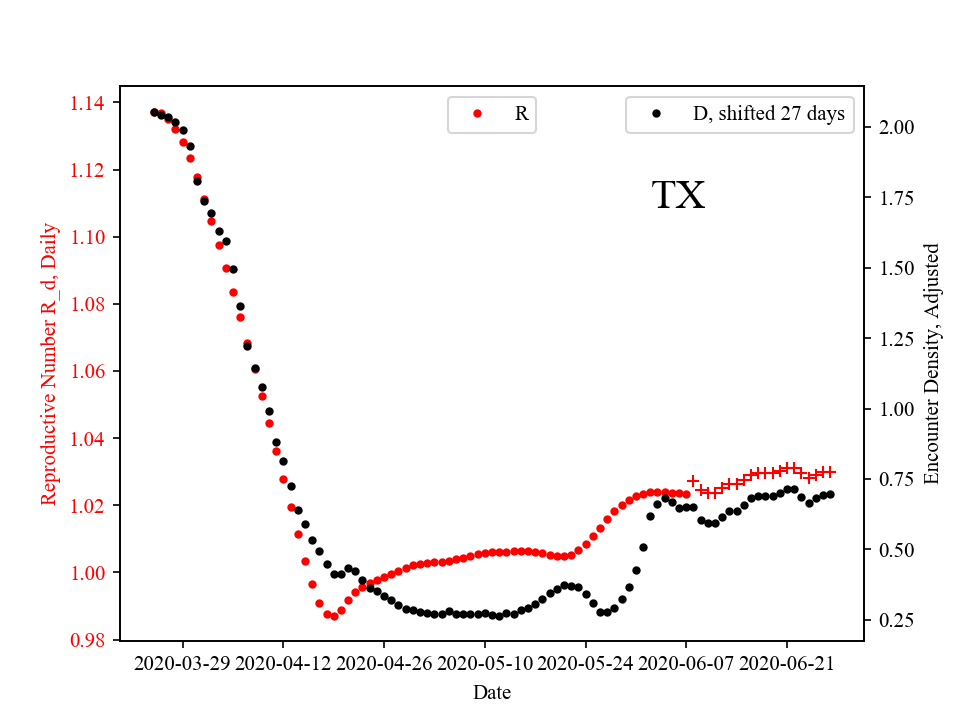 R
D, shifted 27 days
TX
1.14
1.12
1.10
1.08
1.06
1.04
1.02
1.00
0.98
Reproductive Number R_d, Daily
2.00
1.75
1.50
1.25
1.00
0.75
0.50
0.25
Encounter Density, Adjusted
2020-03-29 2020-04-12 2020-04-26 2020-05-10 2020-05-24 2020-06-07 2020-06-21
Date